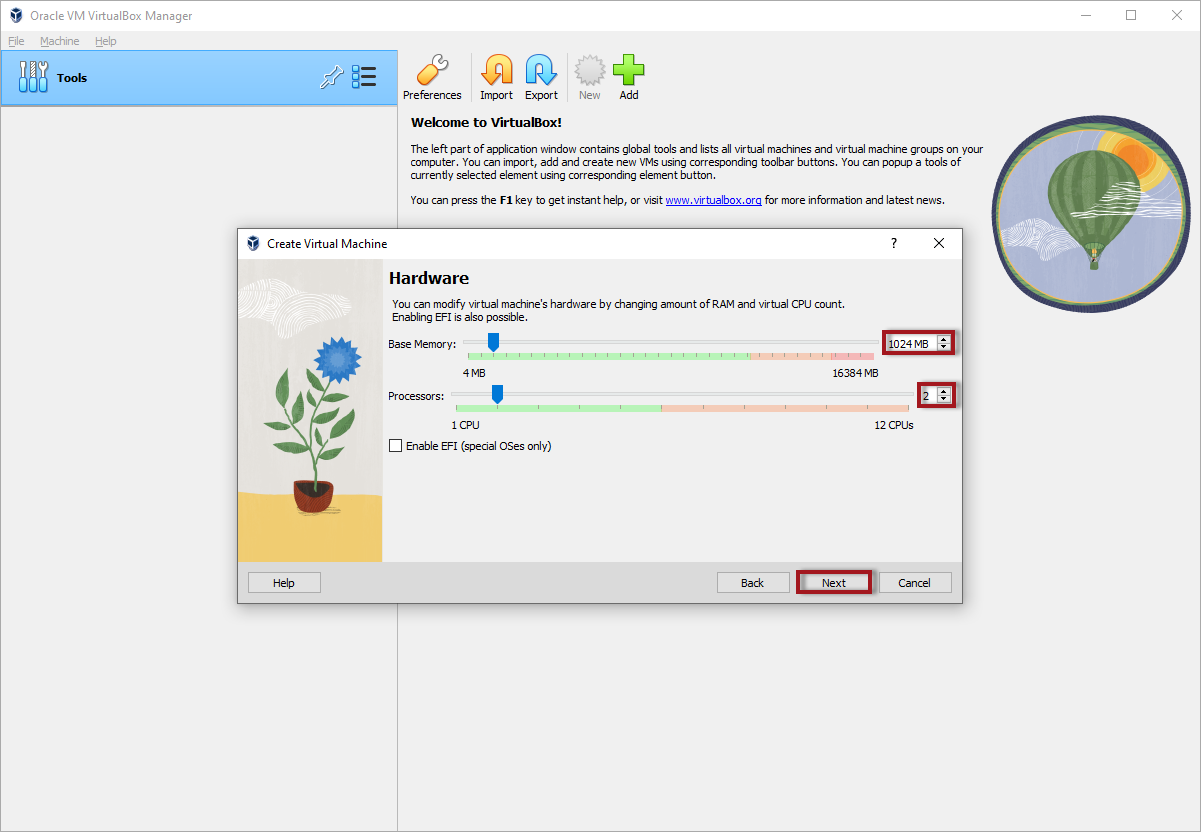 Oracle VM VirtualBox Manager
File Machine Help
Tools
Preferences Import Export New Add
Welcome to VirtualBox!
The left part of application window contains global tools and lists all virtual machines and virtual machine groups on your
computer. You can import, add and create new VMs using corresponding toolbar buttons. You can popup a tools of
currently selected element using corresponding element button.
You can press the F1 key to get instant help, or visit www.virtualbox.org for more information and latest news.
Create Virtual Machine
?
Hardware
You can modify virtual machine's hardware by changing amount of RAM and virtual CPU count.
Enabling EFI is also possible.
Base Memory: 1024 MB
4 MB 16384 MB
Processors: 2
1 CPU 12 CPUs
Enable EFI (special OSes only)
Help Back Next Cancel